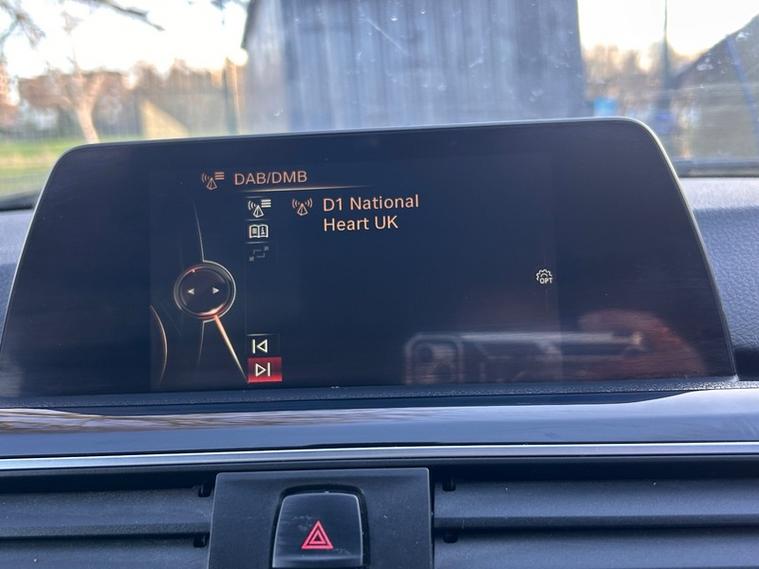 DAB/DMB
D1 National
Heart UK
OPT